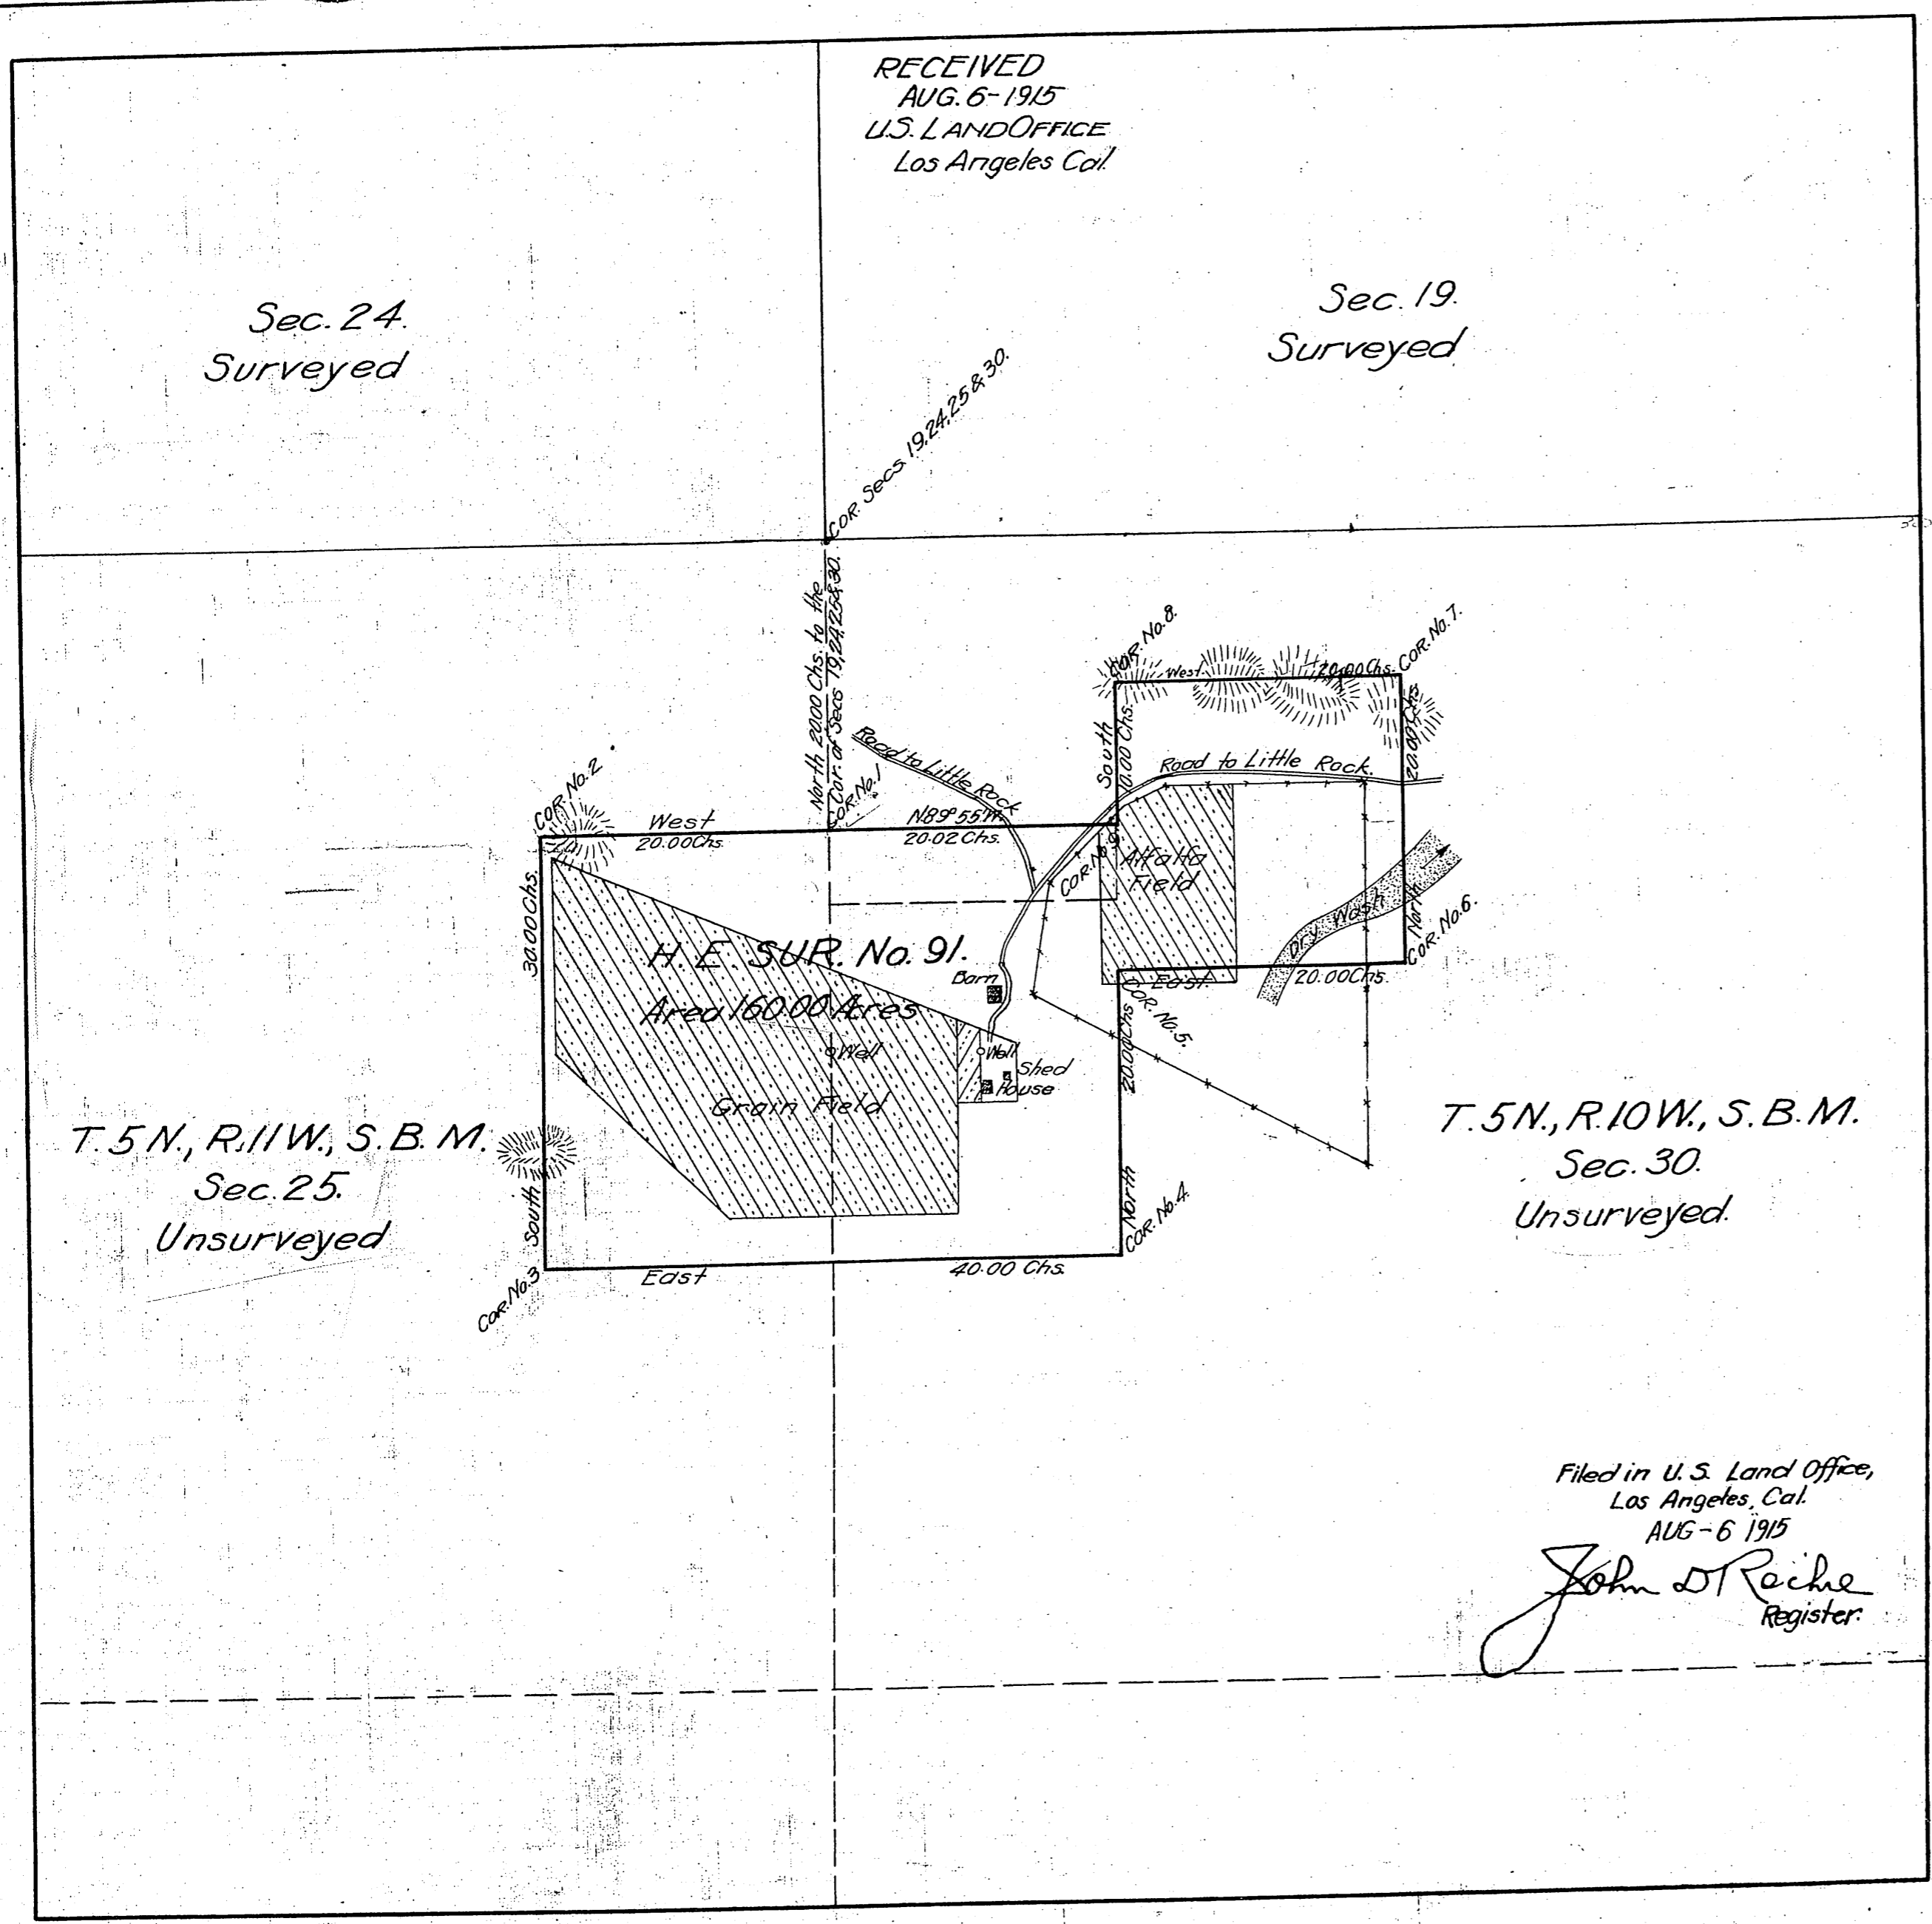 RECEIVED
AUG. 6-1915
U.S. LAND OFFICE
Los Angeles Cal.
Sec. 24.
Surveyed
Sec. 19.
Surveyed
COR. Secs. 19,24,25 & 30.
North 20.00 Chs. to the
Cor. of Secs 19,24,25 & 30.
COR. No. 1
COR. No. 2
West
20.00 Chs.
N89°55'W.
20.02 Chs.
Road to Little Rock
COR. No. 8.
West
20.00 Chs.
COR. No. 7.
South
10.00 Chs.
20.00 Chs.
Road to Little Rock.
COR. No. 9
Alfalfa
Field
Dry Wash
North
COR. No. 6.
30.00 Chs.
South
H. E. SUR. No. 91.
Area 160.00 Acres
Barn
Well
Well
Shed
House
Grain Field
East
20.00 Chs.
COR. No. 5.
20.00 Chs
North
COR. No. 4.
T. 5 N., R. 11 W., S. B. M.
Sec. 25.
Unsurveyed
T. 5 N., R. 10 W., S. B. M.
Sec. 30.
Unsurveyed.
COR. No. 3
East
40.00 Chs.
Filed in U. S. Land Office,
Los Angeles, Cal.
AUG - 6 1915
John D Roche
Register.